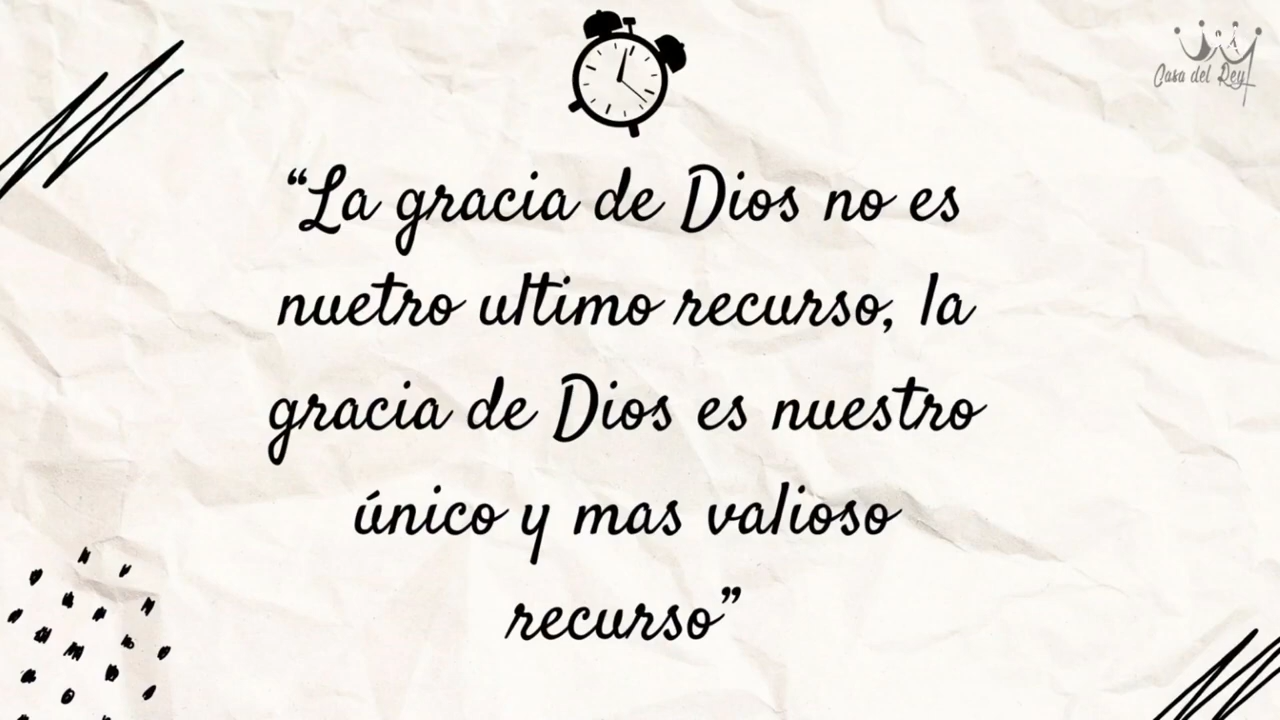 Casa del Rey
“La gracia de Dios no es
nuetro ultimo recurso, la
gracia de Dios es nuestro
único y mas valioso
recurso”